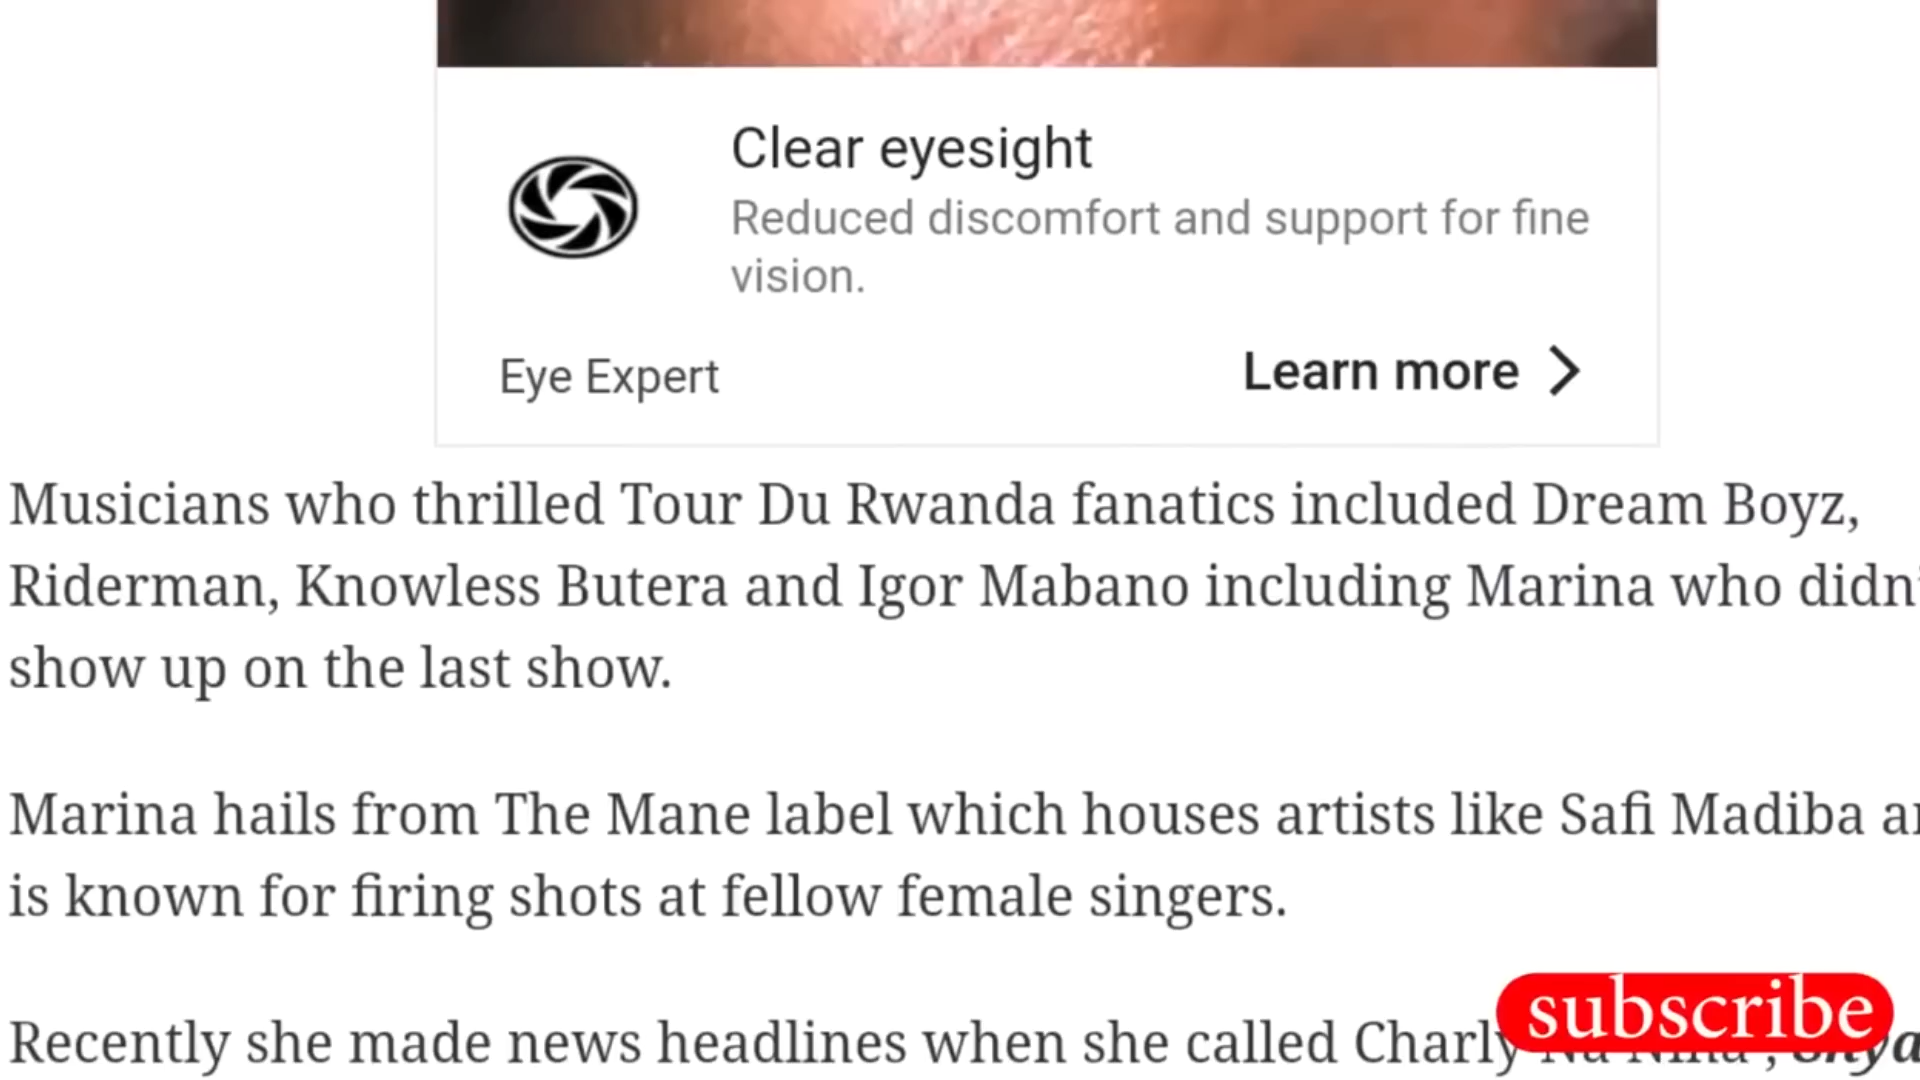 Clear eyesight
Reduced discomfort and support for fine
vision.
Eye Expert
Learn more
Musicians who thrilled Tour Du Rwanda fanatics included Dream Boyz,
Riderman, Knowless Butera and Igor Mabano including Marina who didn'
show up on the last show.
Marina hails from The Mane label which houses artists like Safi Madiba
is known for firing shots at fellow female singers.
subscribe
Recently she made news headlines when she called Charly